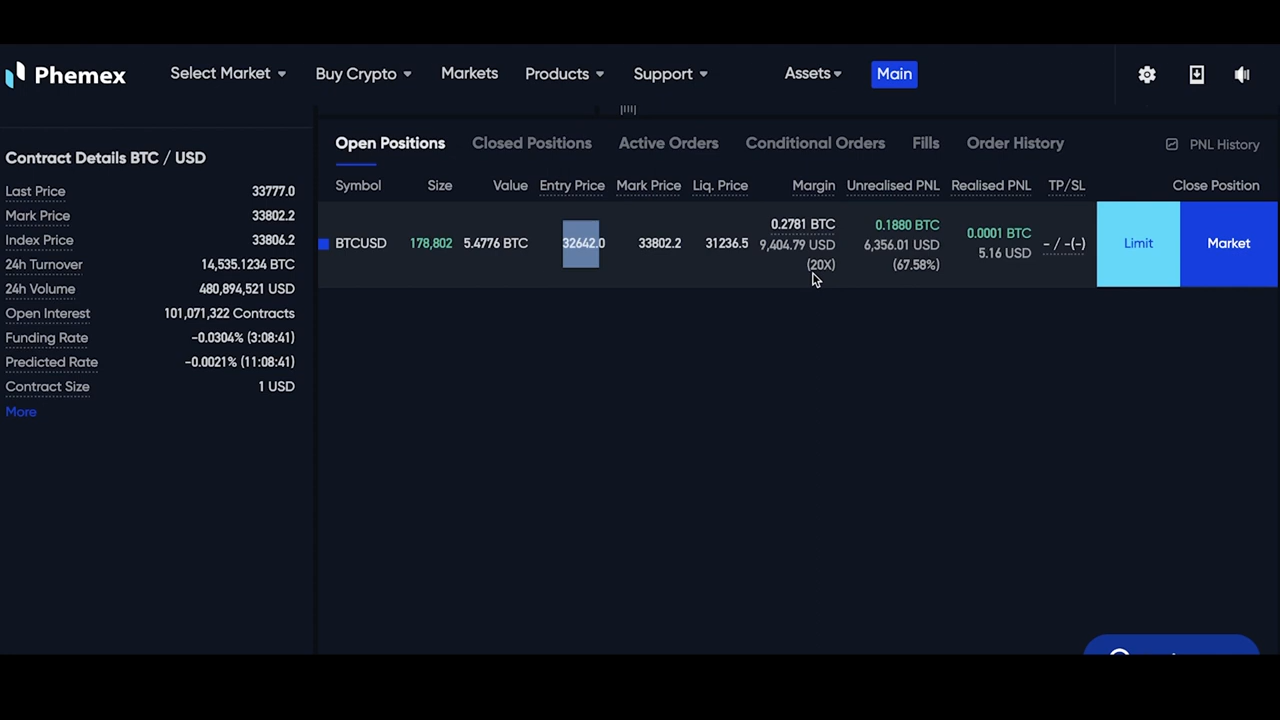 Phemex Select Market Buy Crypto Markets Products Support Assets Main
Contract Details BTC / USD
Last Price 33777.0
Mark Price 33802.2
Index Price 33806.2
24h Turnover 14,535.1234 BTC
24h Volume 480,894,521 USD
Open Interest 101,071,322 Contracts
Funding Rate -0.0304% (3:08:41)
Predicted Rate -0.0021% (11:08:41)
Contract Size 1 USD
More
Open Positions Closed Positions Active Orders Conditional Orders Fills Order History PNL History
Symbol Size Value Entry Price Mark Price Liq. Price Margin Unrealised PNL Realised PNL TP/SL Close Position
0.2781 BTC 0.1880 BTC 0.0001 BTC
BTCUSD 178,802 5.4776 BTC 32642.0 33802.2 31236.5 9,404.79 USD 6,356.01 USD 5.16 USD - / -(-) Limit Market
(20X) (67.58%)